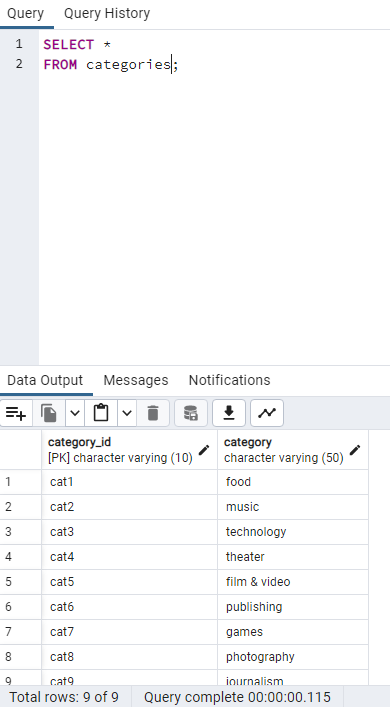 Query Query History
1 SELECT *
2 FROM categories;
Data Output Messages Notifications
category_id category
[PK] character varying (10) character varying (50)
1 cat1 food
2 cat2 music
3 cat3 technology
4 cat4 theater
5 cat5 film & video
6 cat6 publishing
7 cat7 games
8 cat8 photography
9 cat9 journalism
Total rows: 9 of 9 Query complete 00:00:00.115